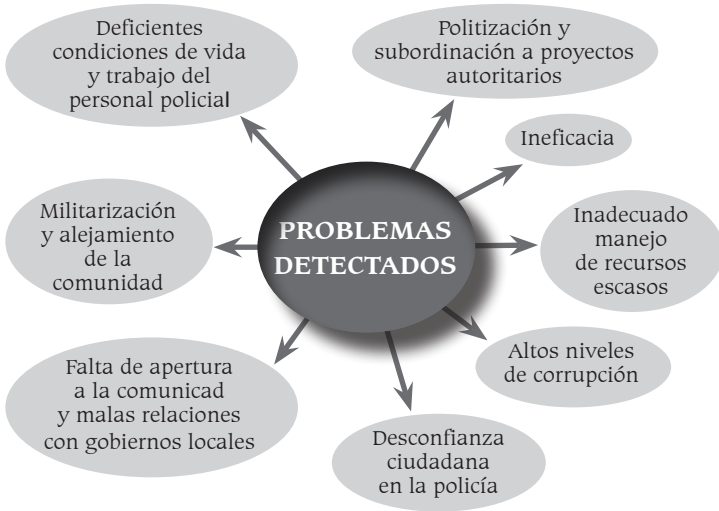 Deficientes
condiciones de vida
y trabajo del
personal policial
Politización y
subordinación a proyectos
autoritarios
Ineficacia
Militarización
y alejamiento
de la
comunidad
PROBLEMAS
DETECTADOS
Inadecuado
manejo
de recursos
escasos
Falta de apertura
a la comunicad
y malas relaciones
con gobiernos locales
Altos niveles
de corrupción
Desconfianza
ciudadana
en la policía